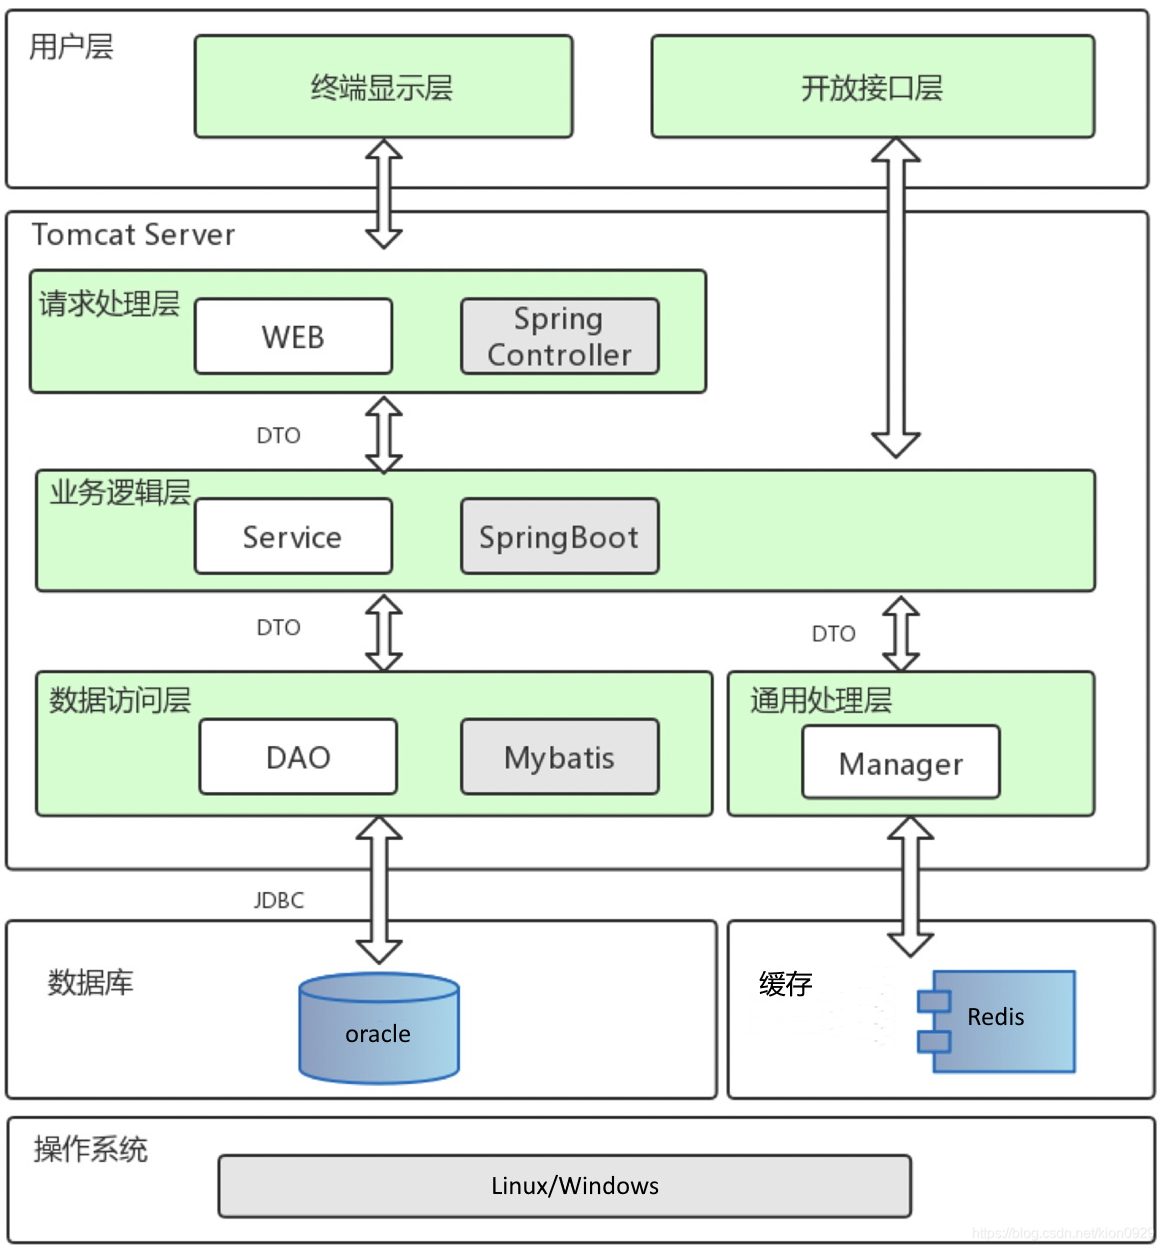 用户层
终端显示层
开放接口层
Tomcat Server
请求处理层
WEB
Spring
Controller
DTO
业务逻辑层
Service
SpringBoot
DTO
DTO
数据访问层
DAO
Mybatis
通用处理层
Manager
JDBC
数据库
oracle
缓存
Redis
操作系统
Linux/Windows